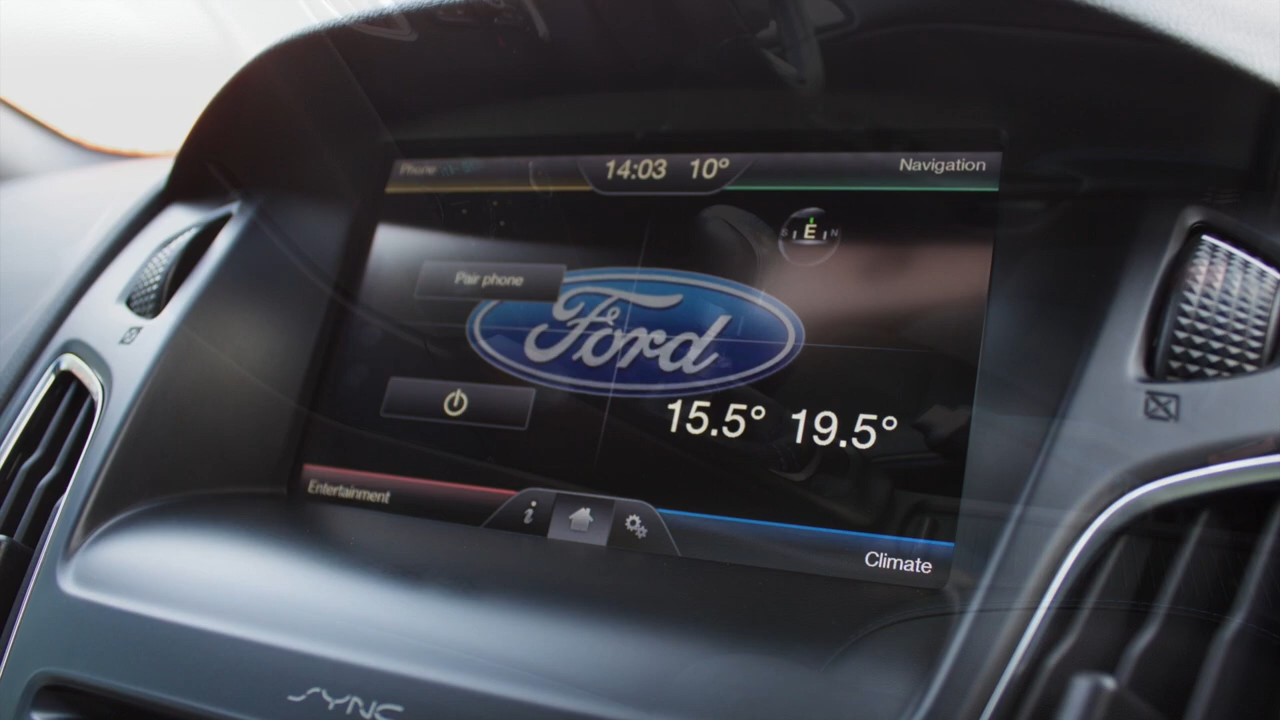 Phone
14:03 10°
Navigation
S E N
Pair phone
Ford
15.5° 19.5°
Entertainment
i
Climate
SYNC